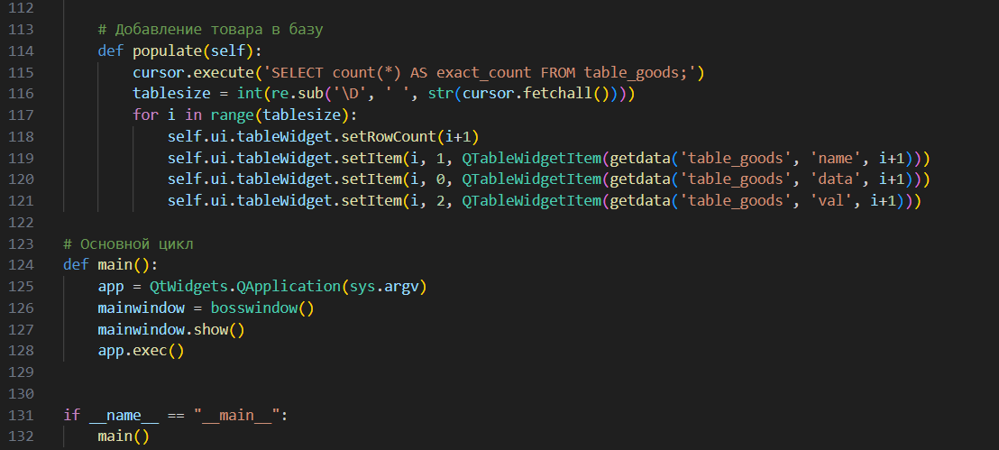 112
113 # Добавление товара в базу
114 def populate(self):
115 cursor.execute('SELECT count(*) AS exact_count FROM table_goods;')
116 tablesize = int(re.sub('\D', ' ', str(cursor.fetchall())))
117 for i in range(tablesize):
118 self.ui.tableWidget.setRowCount(i+1)
119 self.ui.tableWidget.setItem(i, 1, QTableWidgetItem(getdata('table_goods', 'name', i+1)))
120 self.ui.tableWidget.setItem(i, 0, QTableWidgetItem(getdata('table_goods', 'data', i+1)))
121 self.ui.tableWidget.setItem(i, 2, QTableWidgetItem(getdata('table_goods', 'val', i+1)))
122
123 # Основной цикл
124 def main():
125 app = QtWidgets.QApplication(sys.argv)
126 mainwindow = bosswindow()
127 mainwindow.show()
128 app.exec()
129
130
131 if __name__ == "__main__":
132 main()